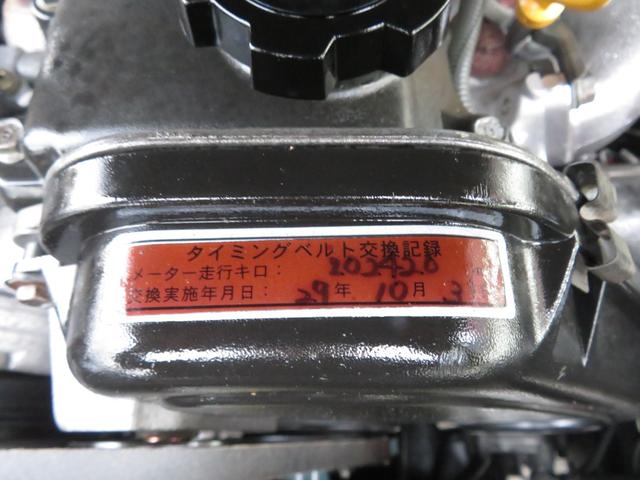 タイミングベルト交換記録
メーター走行キロ: 202420
交換実施年月日: 29年 10月 3